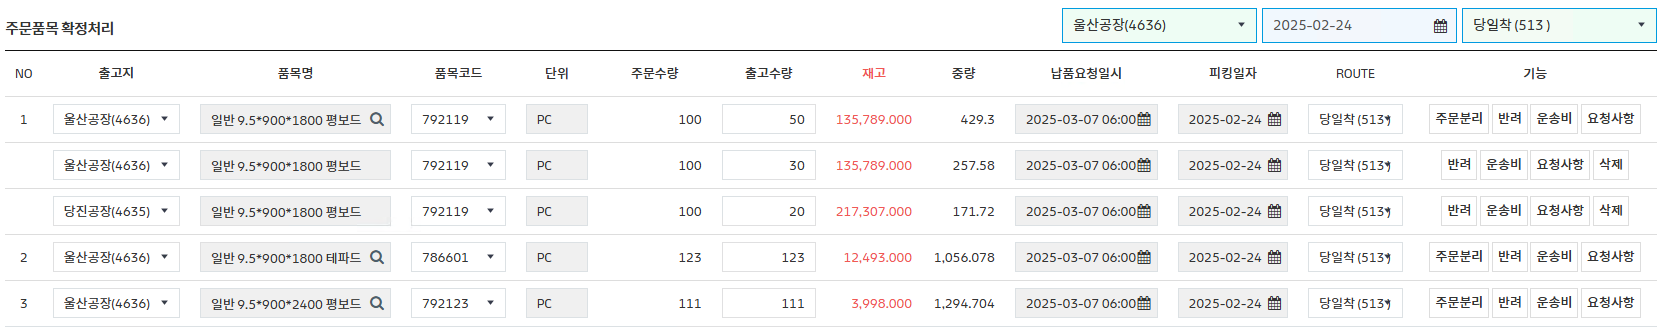 주문품목 확정처리 울산공장(4636) 2025-02-24 당일착 (513 )
NO 출고지 품목명 품목코드 단위 주문수량 출고수량 재고 중량 납품요청일시 피킹일자 ROUTE 기능
1 울산공장(4636) 일반 9.5*900*1800 평보드 792119 PC 100 50 135,789.000 429.3 2025-03-07 06:00 2025-02-24 당일착 (513 주문분리 반려 운송비 요청사항
울산공장(4636) 일반 9.5*900*1800 평보드 792119 PC 100 30 135,789.000 257.58 2025-03-07 06:00 2025-02-24 당일착 (513 반려 운송비 요청사항 삭제
당진공장(4635) 일반 9.5*900*1800 평보드 792119 PC 100 20 217,307.000 171.72 2025-03-07 06:00 2025-02-24 당일착 (513 반려 운송비 요청사항 삭제
2 울산공장(4636) 일반 9.5*900*1800 테파드 786601 PC 123 123 12,493.000 1,056.078 2025-03-07 06:00 2025-02-24 당일착 (513 주문분리 반려 운송비 요청사항
3 울산공장(4636) 일반 9.5*900*2400 평보드 792123 PC 111 111 3,998.000 1,294.704 2025-03-07 06:00 2025-02-24 당일착 (513 주문분리 반려 운송비 요청사항